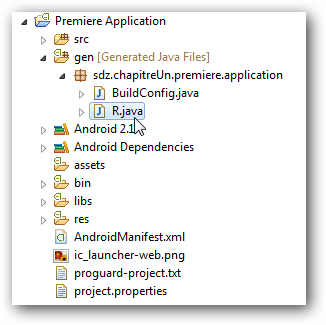 Premiere Application
src
gen [Generated Java Files]
sdz.chapitreUn.premiere.application
BuildConfig.java
R.java
Android 2.1
Android Dependencies
assets
bin
libs
res
AndroidManifest.xml
ic_launcher-web.png
proguard-project.txt
project.properties